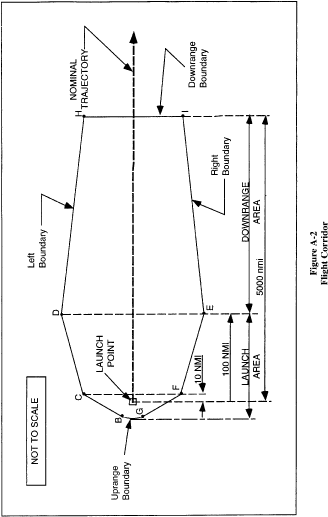 NOT TO SCALE
Uprange
Boundary
B
G
C
LAUNCH
POINT
F
D
E
Left
Boundary
Right
Boundary
H
I
NOMINAL
TRAJECTORY
Downrange
Boundary
10 NMI
100 NMI
LAUNCH
AREA
DOWNRANGE
AREA
5000 nmi
Figure A-2
Flight Corridor